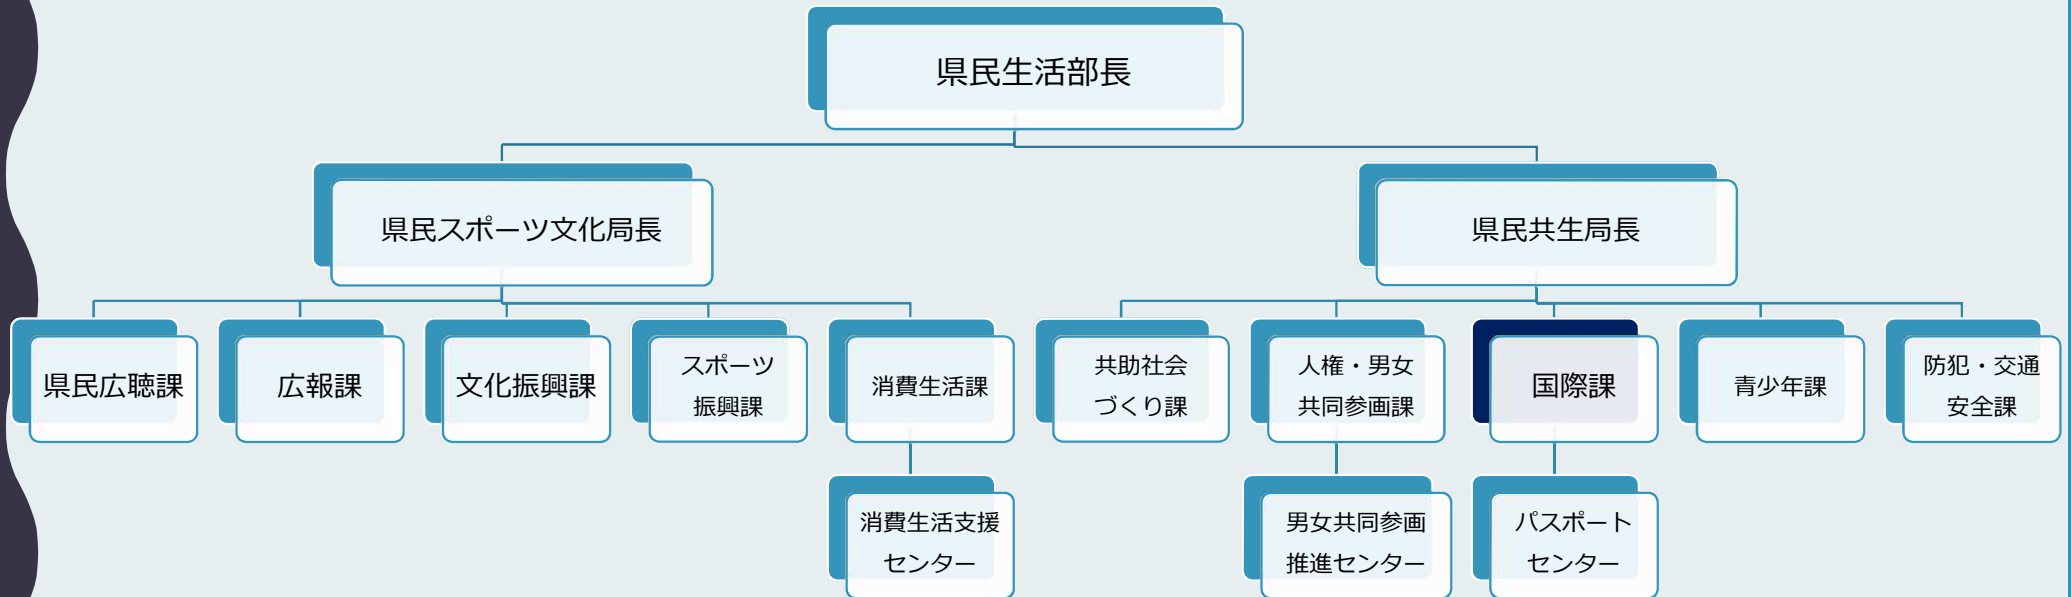 県民生活部長
県民スポーツ文化局長
県民共生局長
県民広聴課
広報課
文化振興課
スポーツ
振興課
消費生活課
共助社会
づくり課
人権・男女
共同参画課
国際課
青少年課
防犯・交通
安全課
消費生活支援
センター
男女共同参画
推進センター
パスポート
センター